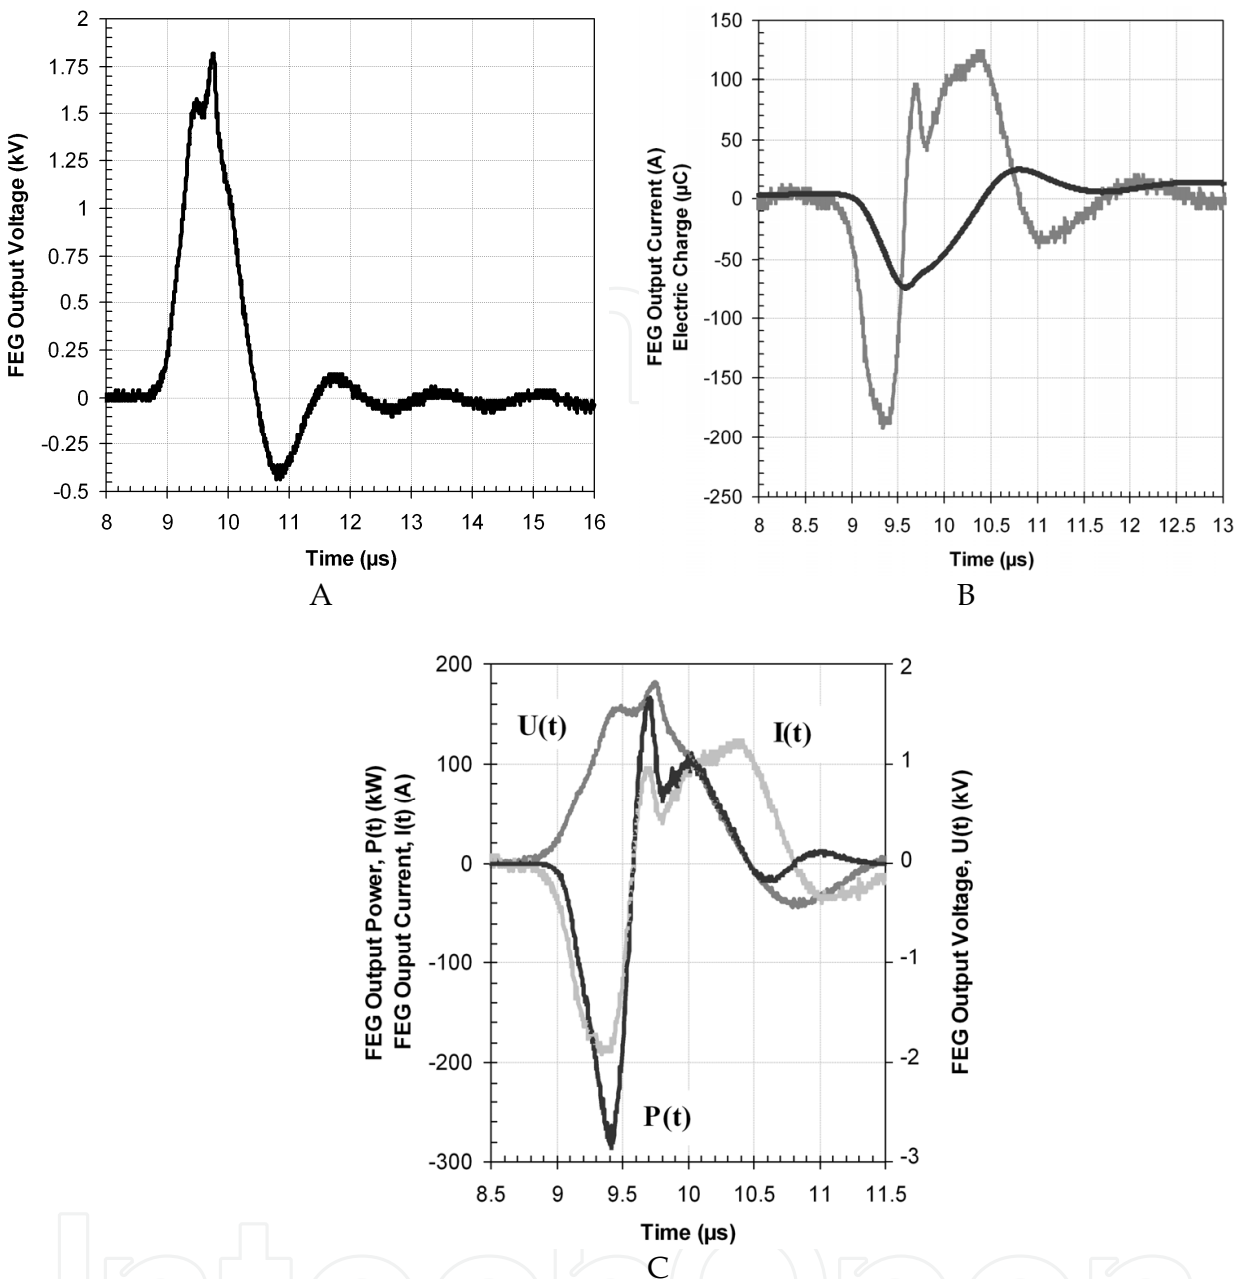 FEG Output Voltage (kV)
2
1.75
1.5
1.25
1
0.75
0.5
0.25
0
-0.25
-0.5
8 9 10 11 12 13 14 15 16
Time (µs)
A
FEG Output Current (A)
Electric Charge (µC)
150
100
50
0
-50
-100
-150
-200
-250
8 8.5 9 9.5 10 10.5 11 11.5 12 12.5 13
Time (µs)
B
FEG Output Power, P(t) (kW)
FEG Ouput Current, I(t) (A)
200
100
0
-100
-200
-300
U(t)
I(t)
P(t)
2
1
0
-1
-2
-3
FEG Output Voltage, U(t) (kV)
8.5 9 9.5 10 10.5 11 11.5
Time (µs)
C